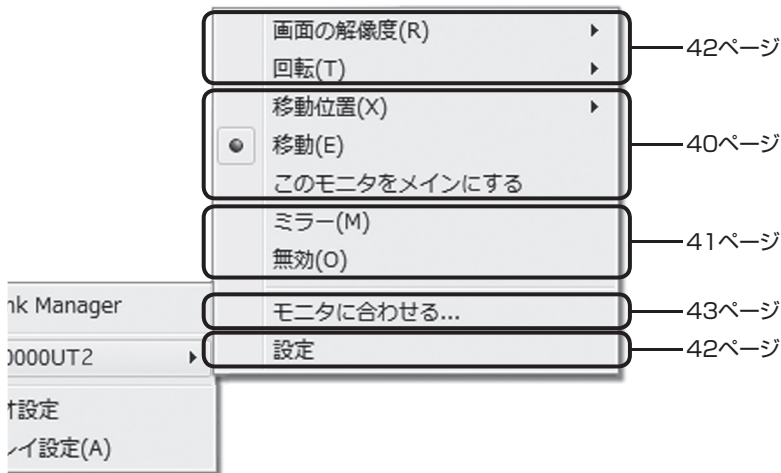 画面の解像度(R)
回転(T)
42ページ
移動位置(X)
移動(E)
このモニタをメインにする
40ページ
ミラー(M)
無効(O)
41ページ
モニタに合わせる...
43ページ
設定
42ページ
nk Manager
0000UT2
オ設定
レイ設定(A)